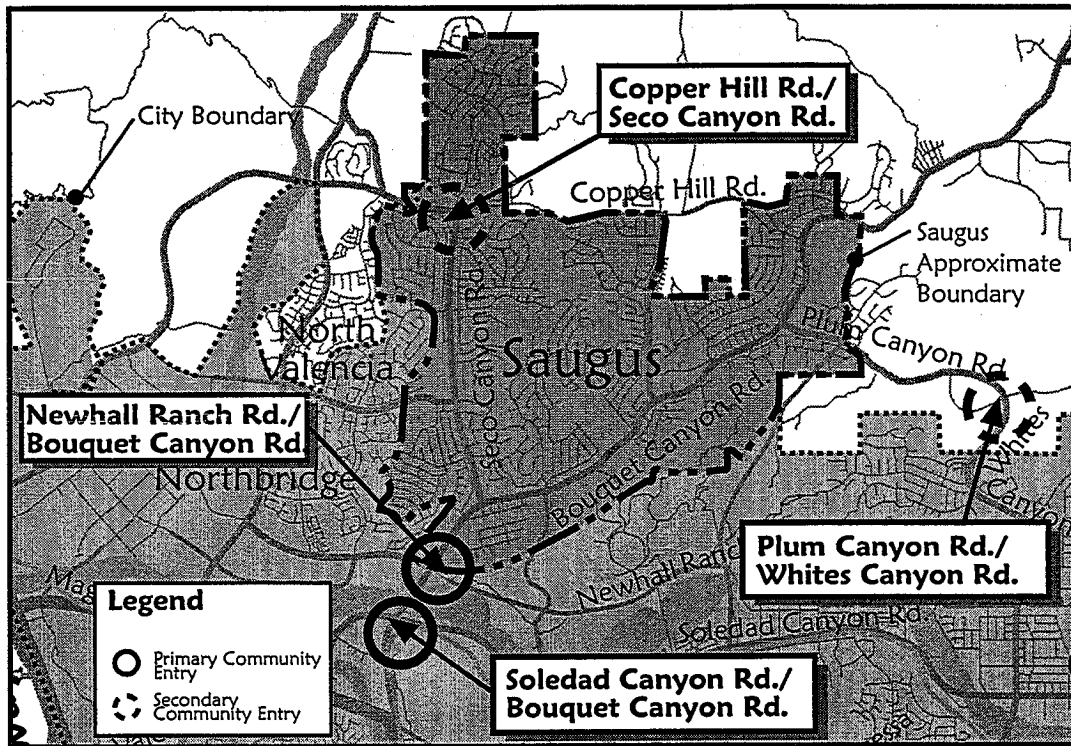 Copper Hill Rd./
Seco Canyon Rd.
City Boundary
Copper Hill Rd.
Saugus
Approximate
Boundary
North
Valencia
Seco Canyon Rd.
Saugus
Plum Canyon Rd.
Newhall Ranch Rd./
Bouquet Canyon Rd.
Bouquet Canyon Rd.
Whites Canyon
Northbridge
Plum Canyon Rd./
Whites Canyon Rd.
Newhall Ranc
Legend
Primary Community
Entry
Secondary
Community Entry
Soledad Canyon Rd.
Soledad Canyon Rd./
Bouquet Canyon Rd.